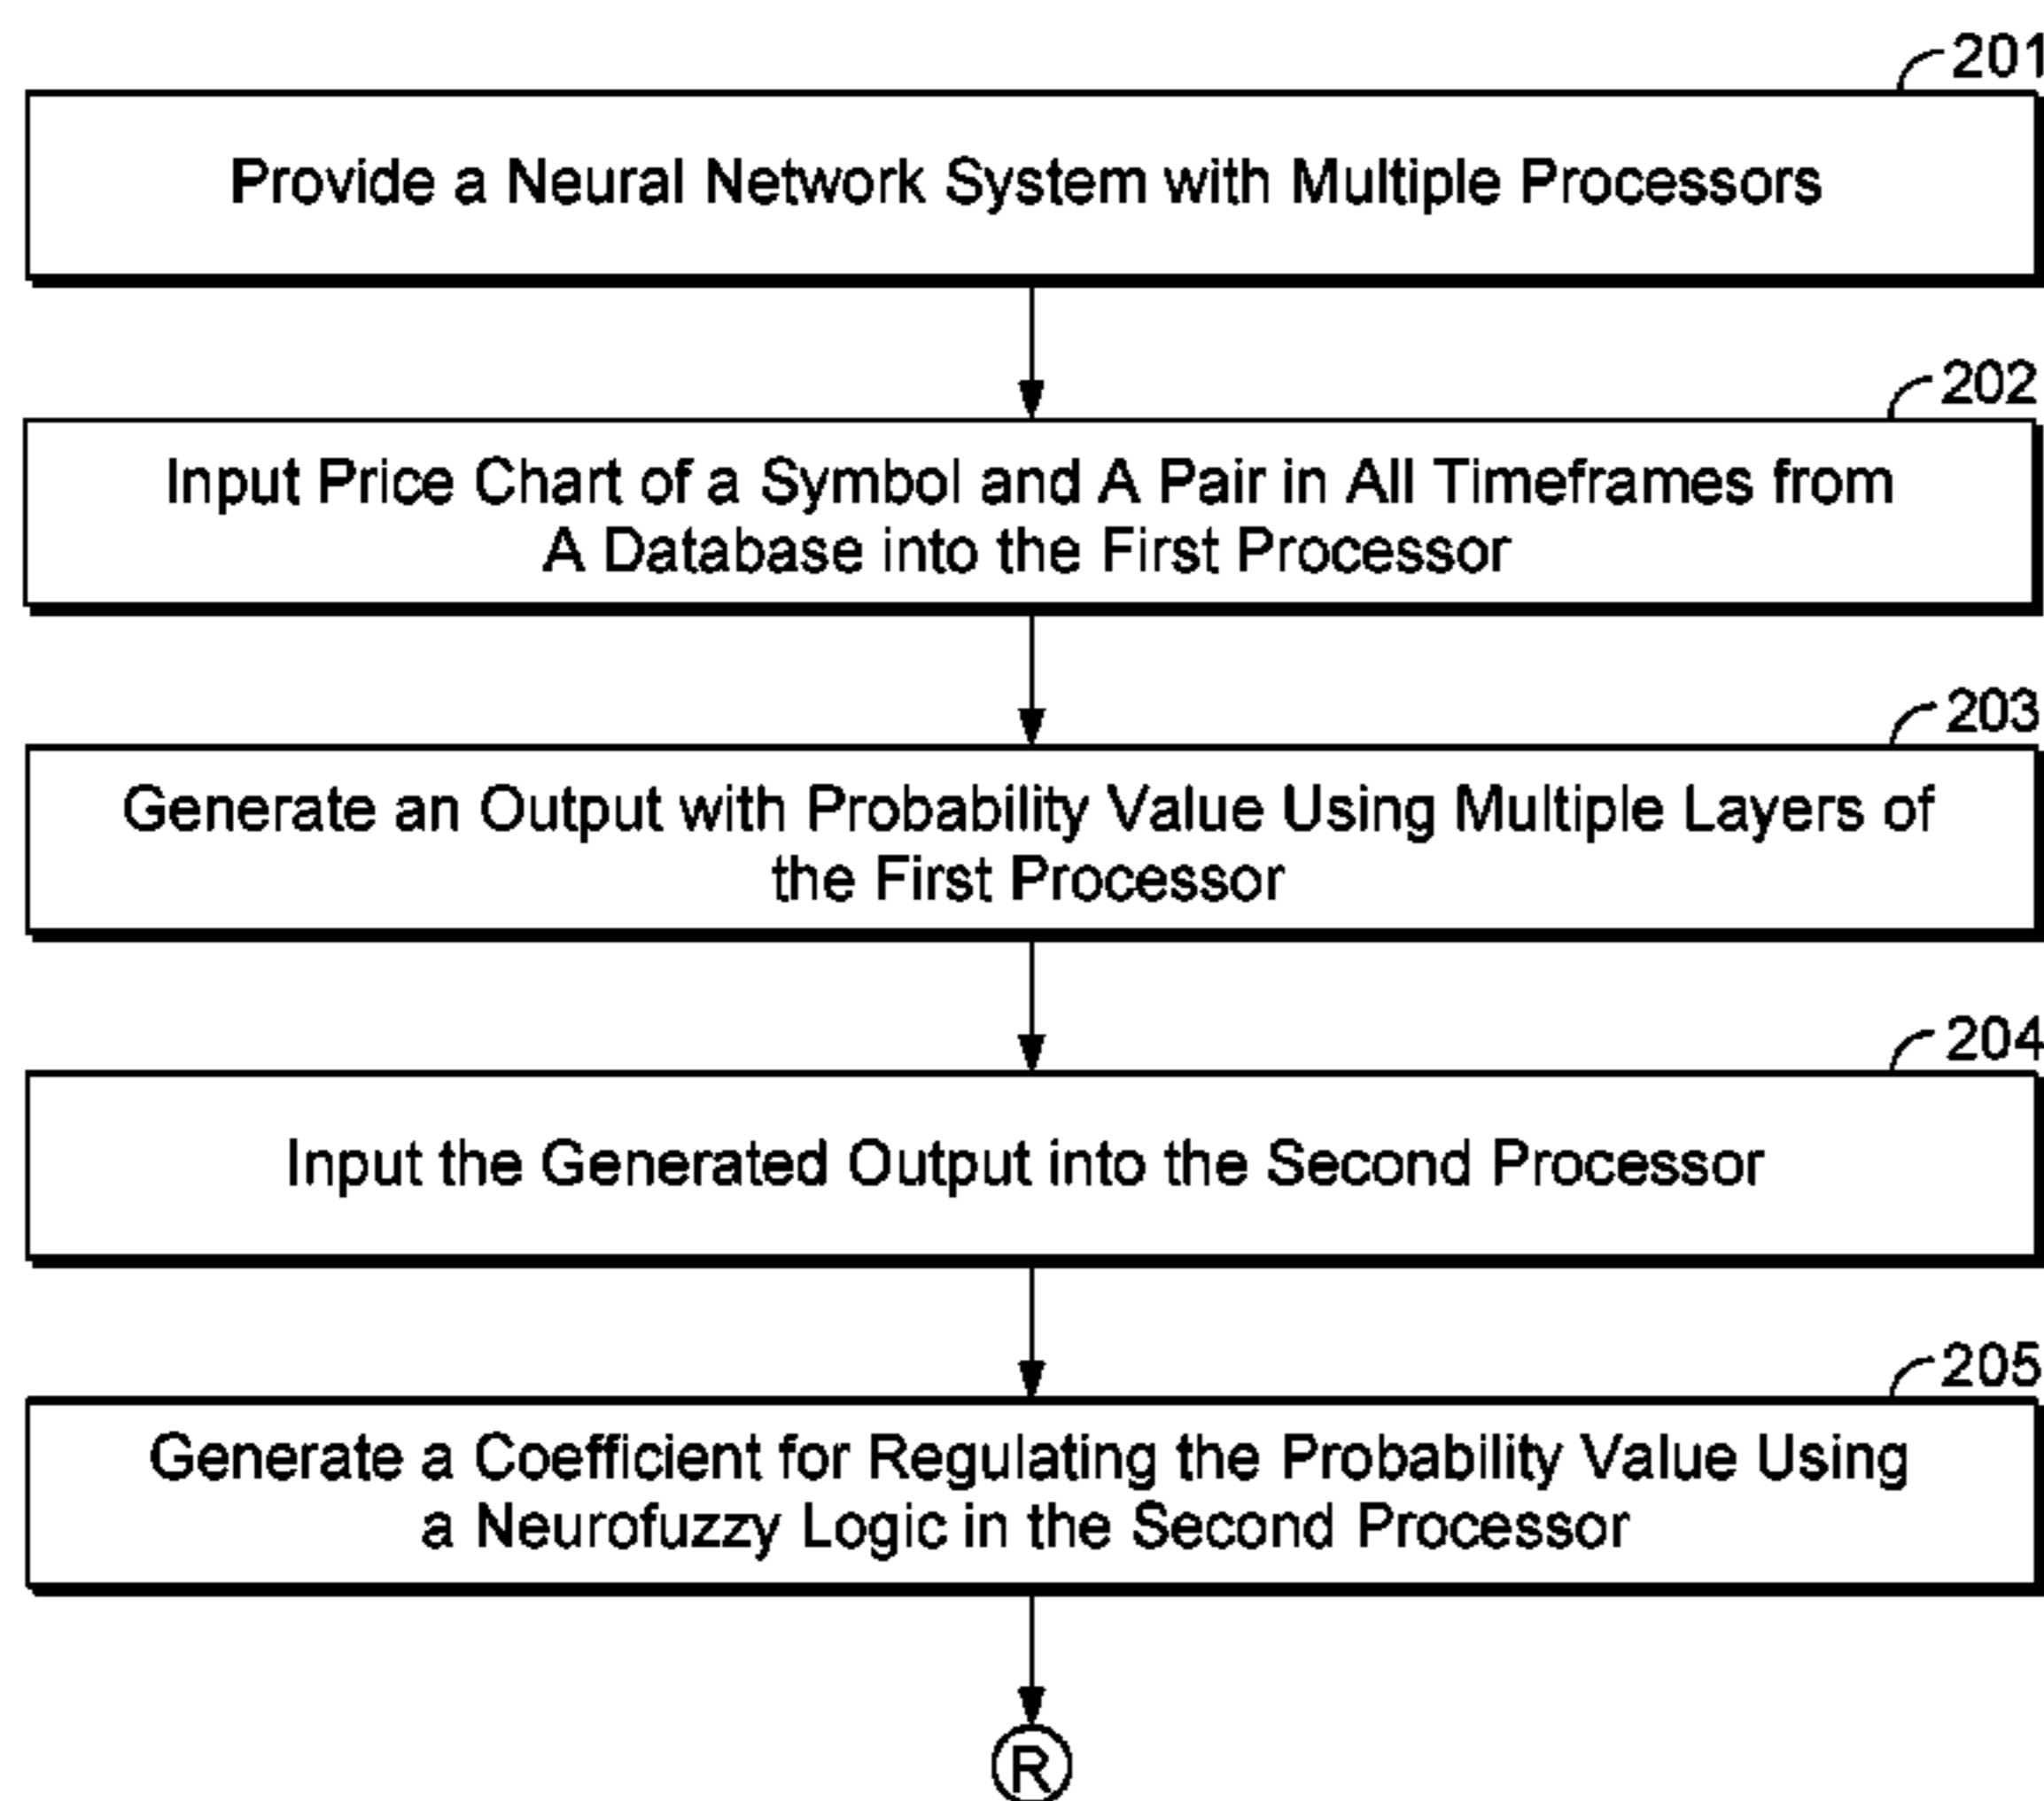 201
Provide a Neural Network System with Multiple Processors
202
Input Price Chart of a Symbol and A Pair in All Timeframes from
A Database into the First Processor
203
Generate an Output with Probability Value Using Multiple Layers of
the First Processor
204
Input the Generated Output into the Second Processor
205
Generate a Coefficient for Regulating the Probability Value Using
a Neurofuzzy Logic in the Second Processor
R